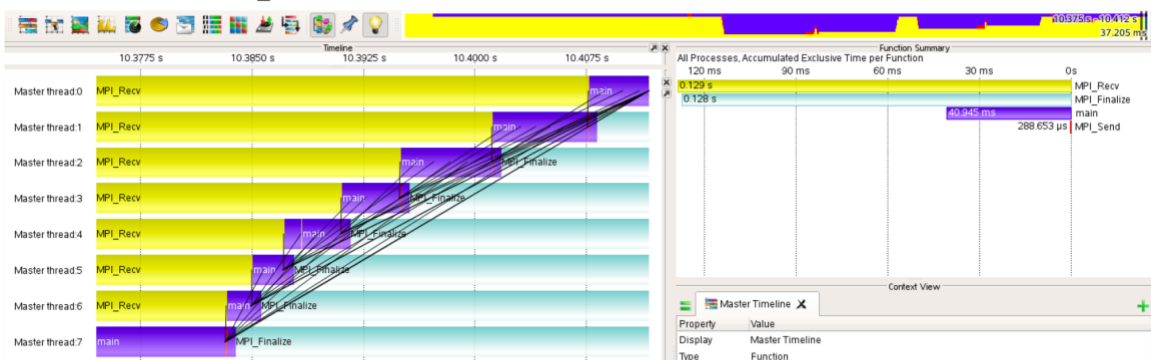 10.375 s - 10.412 s
37.205 ms
Timeline
10.3775 s 10.3850 s 10.3925 s 10.4000 s 10.4075 s
Master thread:0 MPI_Recv main
Master thread:1 MPI_Recv main
Master thread:2 MPI_Recv main MPI_Finalize
Master thread:3 MPI_Recv main MPI_Finalize
Master thread:4 MPI_Recv main MPI_Finalize
Master thread:5 MPI_Recv main MPI_Finalize
Master thread:6 MPI_Recv main MPI_Finalize
Master thread:7 main MPI_Finalize
Function Summary
All Processes, Accumulated Exclusive Time per Function
120 ms 90 ms 60 ms 30 ms 0s
0.129 s MPI_Recv
0.128 s MPI_Finalize
40.945 ms main
288.653 µs MPI_Send
Context View
Master Timeline
Property Value
Display Master Timeline
Type Function